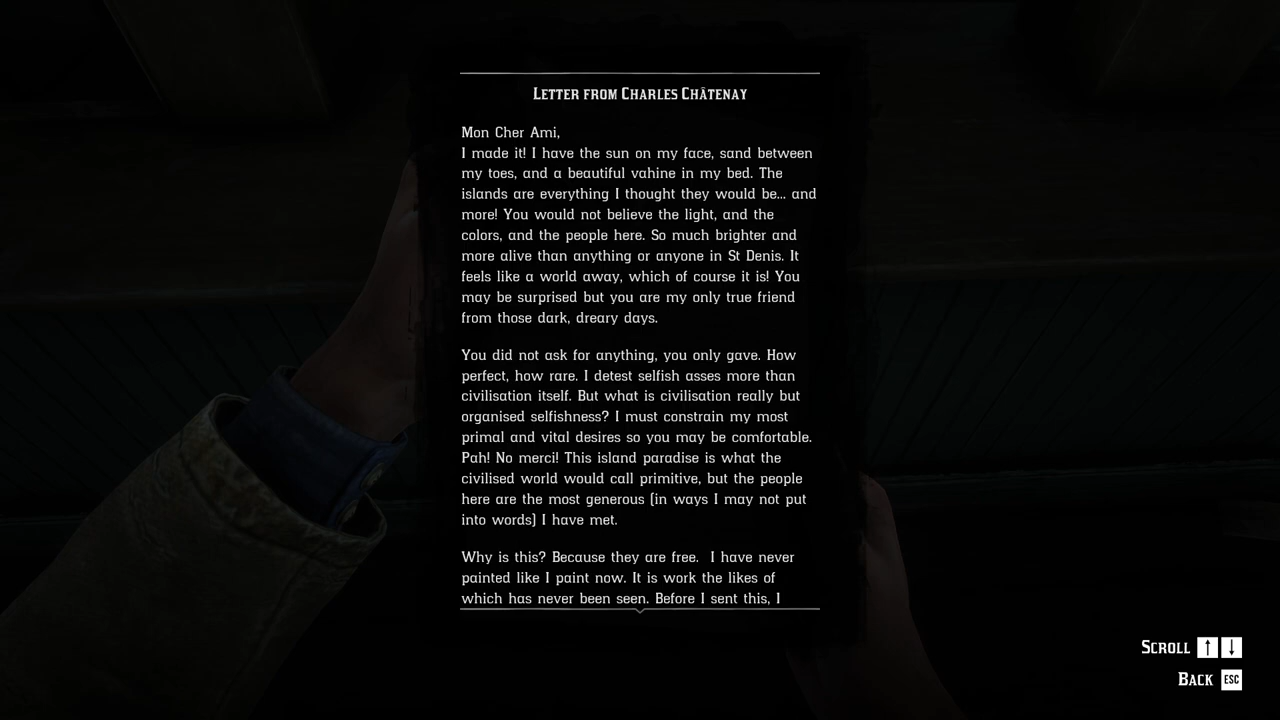 Letter from Charles Châtenay
Mon Cher Ami,
I made it! I have the sun on my face, sand between
my toes, and a beautiful vahine in my bed. The
islands are everything I thought they would be... and
more! You would not believe the light, and the
colors, and the people here. So much brighter and
more alive than anything or anyone in St Denis. It
feels like a world away, which of course it is! You
may be surprised but you are my only true friend
from those dark, dreary days.
You did not ask for anything, you only gave. How
perfect, how rare. I detest selfish asses more than
civilisation itself. But what is civilisation really but
organised selfishness? I must constrain my most
primal and vital desires so you may be comfortable.
Pah! No merci! This island paradise is what the
civilised world would call primitive, but the people
here are the most generous (in ways I may not put
into words) I have met.
Why is this? Because they are free.  I have never
painted like I paint now. It is work the likes of
which has never been seen. Before I sent this, I
Scroll ↑ ↓
Back ESC